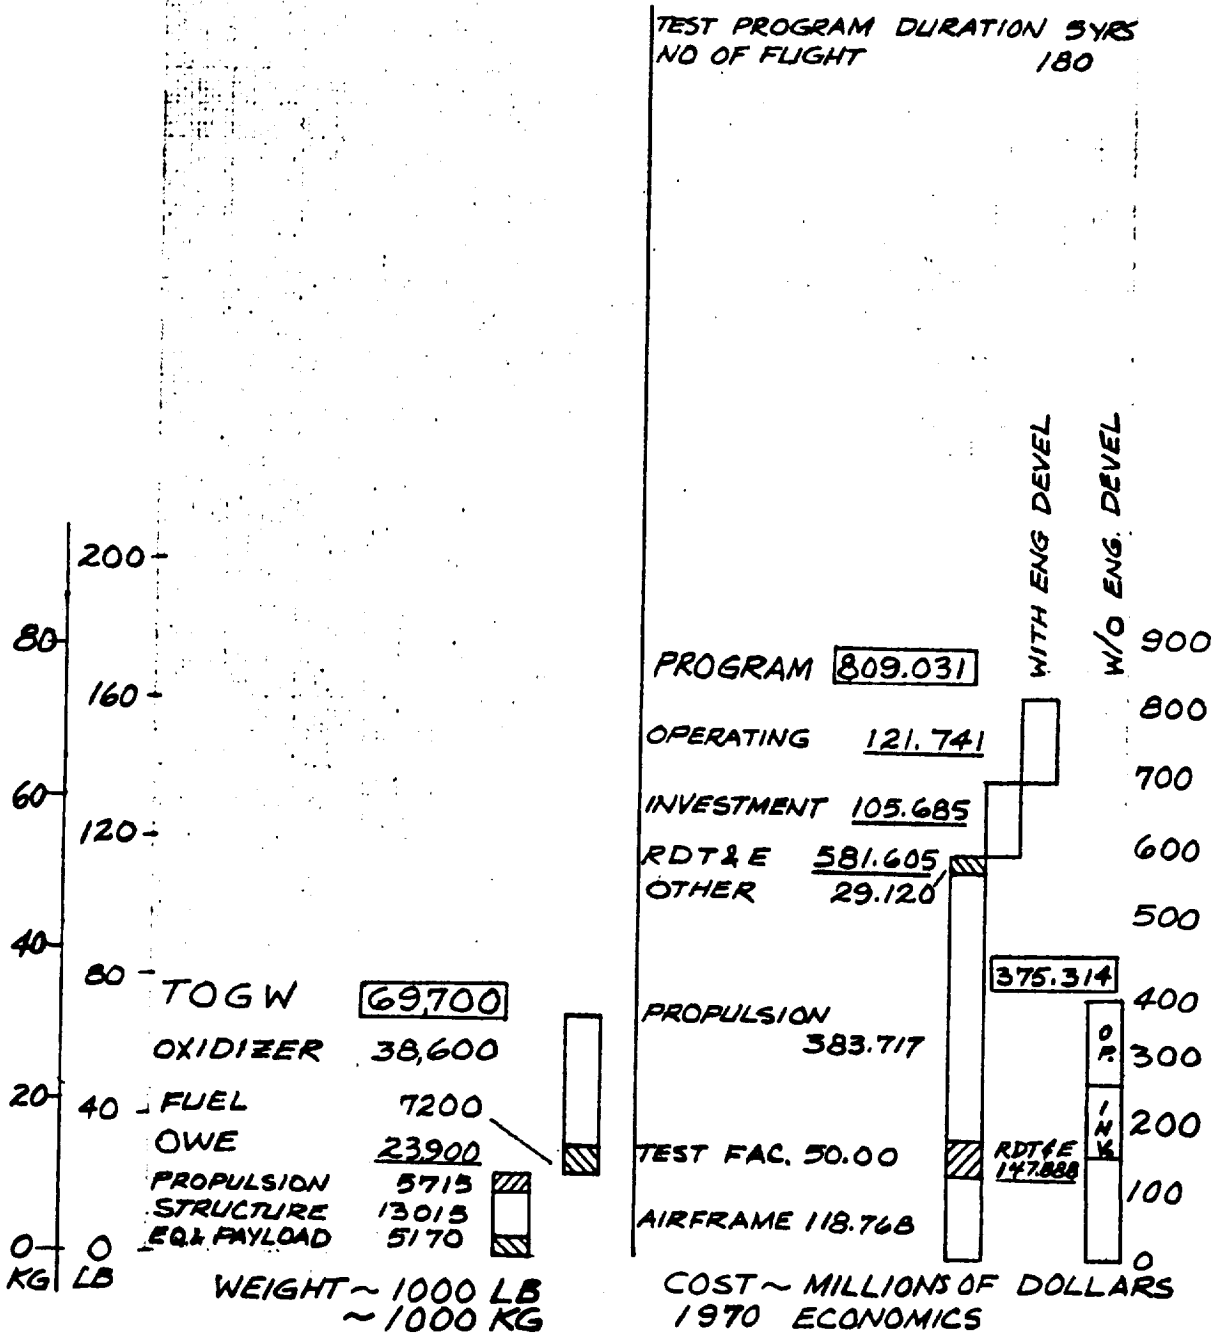 TEST PROGRAM DURATION 5YRS
NO OF FLIGHT 180
WITH ENG DEVEL
W/O ENG. DEVEL
200
80
160
60
120
40
80
20
40
0
0
KG
LB
TOGW 69,700
OXIDIZER 38,600
FUEL 7200
OWE 23,900
PROPULSION 5715
STRUCTURE 13015
EQ & PAYLOAD 5170
WEIGHT ~ 1000 LB
~ 1000 KG
PROGRAM 809.031
OPERATING 121.741
INVESTMENT 105.685
RDT & E 581.605
OTHER 29.120
PROPULSION
383.717
TEST FAC. 50.00
AIRFRAME 118.768
375.314
OP.
INV.
RDT & E
147.888
900
800
700
600
500
400
300
200
100
0
COST ~ MILLIONS OF DOLLARS
1970 ECONOMICS